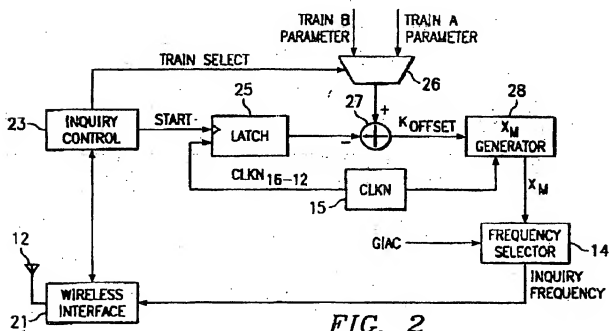 TRAIN B
PARAMETER
TRAIN A
PARAMETER
TRAIN SELECT
26
25
27
28
23
INQUIRY
CONTROL
START
LATCH
+
−
K OFFSET
X M
GENERATOR
CLKN 16-12
CLKN
15
X M
12
GIAC
FREQUENCY
SELECTOR
14
INQUIRY
FREQUENCY
WIRELESS
INTERFACE
21
FIG. 2